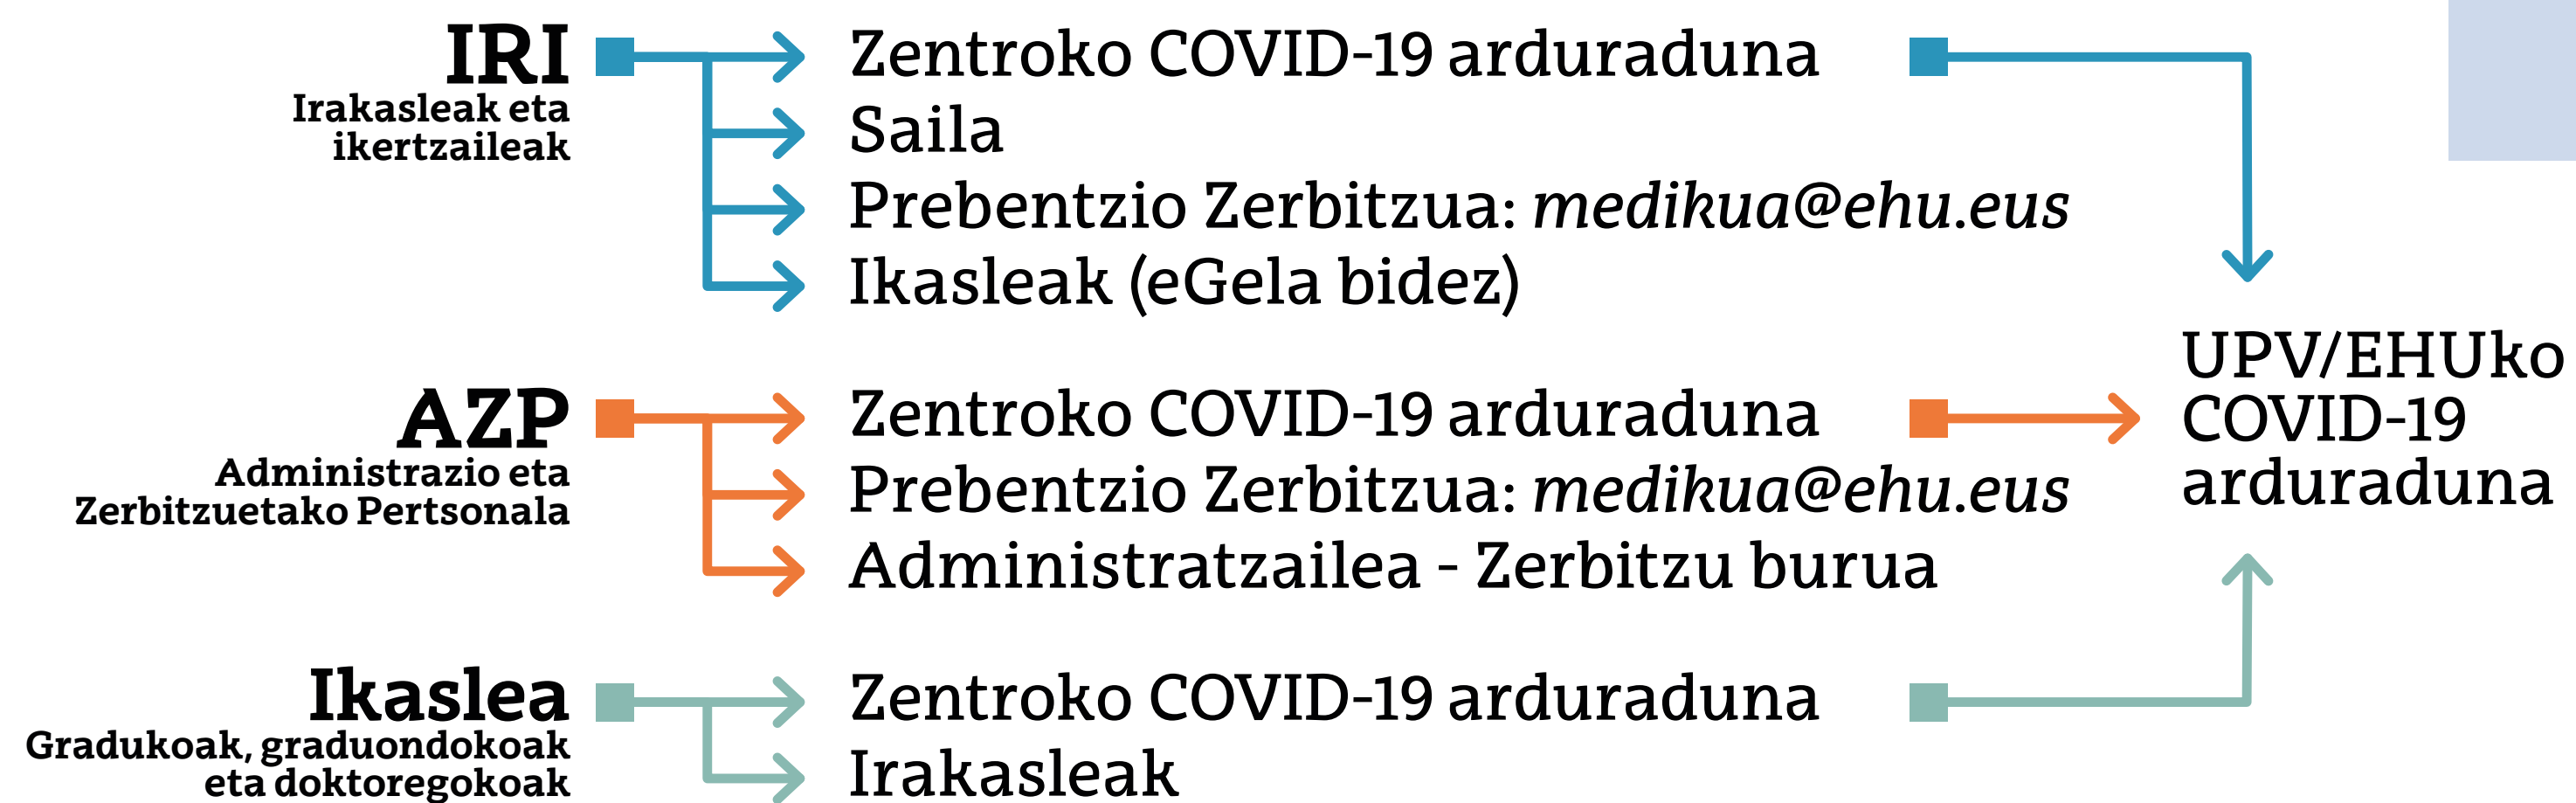 IRI
Irakasleak eta
ikertzaileak
Zentroko COVID-19 arduraduna
Saila
Prebentzio Zerbitzua: medikua@ehu.eus
Ikasleak (eGela bidez)
AZP
Administrazio eta
Zerbitzuetako Pertsonala
Zentroko COVID-19 arduraduna
Prebentzio Zerbitzua: medikua@ehu.eus
Administratzailea - Zerbitzu burua
Ikaslea
Gradukoak, graduondokoak
eta doktoregokoak
Zentroko COVID-19 arduraduna
Irakasleak
UPV/EHUko
COVID-19
arduraduna